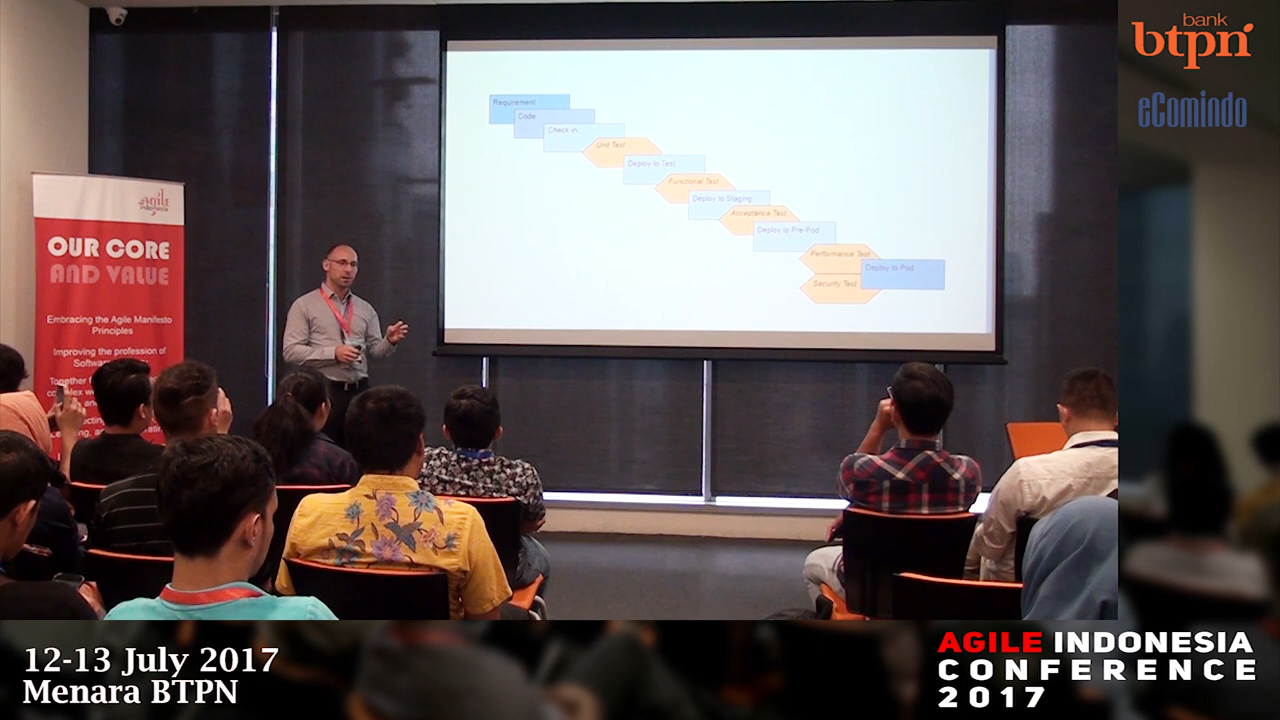 bank
btpn
eComindo
Requirement
Code
Check in
Unit Test
Deploy to Test
Functional Test
Deploy to Staging
Acceptance Test
Deploy to Pre-Pod
Performance Test
Deploy to Pod
Security Test
agile
indonesia
OUR CORE
AND VALUE
Embracing the Agile Manifesto
Principles
Improving the profession of
Together
12-13 July 2017
Menara BTPN
AGILE INDONESIA
CONFERENCE
2017